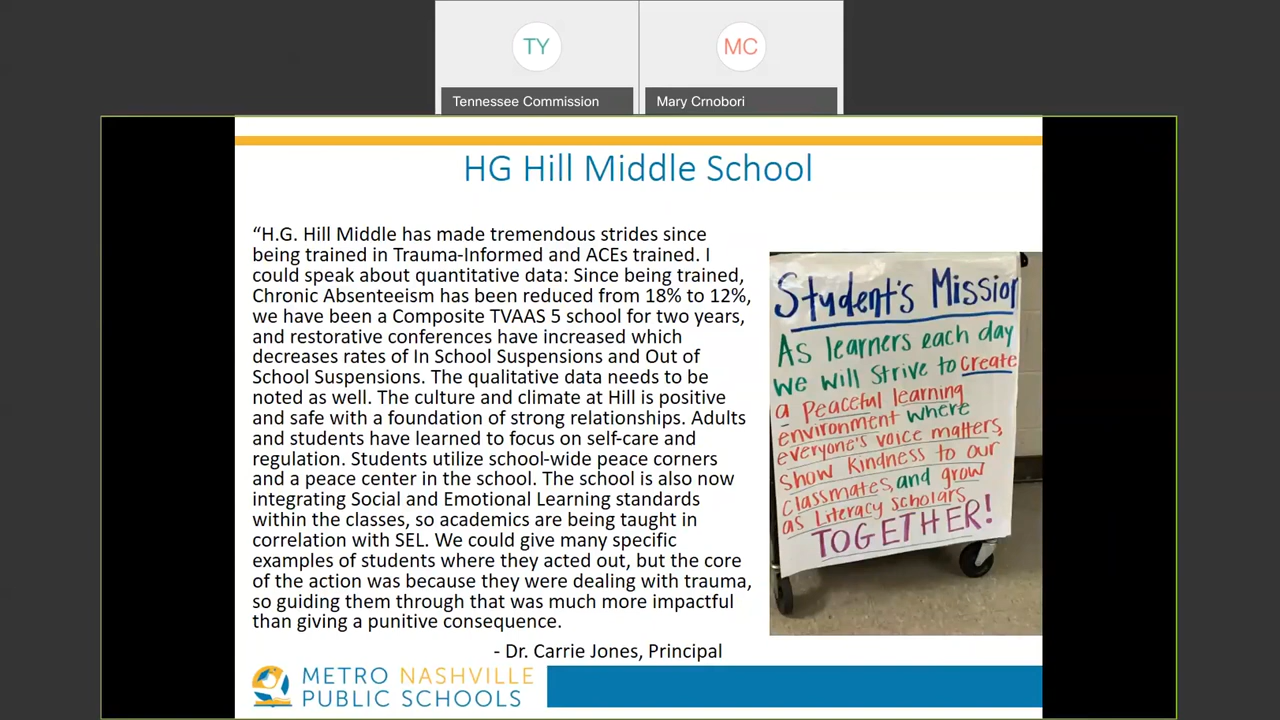 TY
MC
Tennessee Commission
Mary Crnobori
HG Hill Middle School
“H.G. Hill Middle has made tremendous strides since
being trained in Trauma-Informed and ACEs trained. I
could speak about quantitative data: Since being trained,
Chronic Absenteeism has been reduced from 18% to 12%,
we have been a Composite TVAAS 5 school for two years,
and restorative conferences have increased which
decreases rates of In School Suspensions and Out of
School Suspensions. The qualitative data needs to be
noted as well. The culture and climate at Hill is positive
and safe with a foundation of strong relationships. Adults
and students have learned to focus on self-care and
regulation. Students utilize school-wide peace corners
and a peace center in the school. The school is also now
integrating Social and Emotional Learning standards
within the classes, so academics are being taught in
correlation with SEL. We could give many specific
examples of students where they acted out, but the core
of the action was because they were dealing with trauma,
so guiding them through that was much more impactful
than giving a punitive consequence.
- Dr. Carrie Jones, Principal
Student's Mission
As learners each day
we will strive to create
a Peaceful learning
environment where
everyone's voice matters,
show kindness to our
classmates, and grow
as Literacy scholars
TOGETHER!
METRO NASHVILLE
PUBLIC SCHOOLS